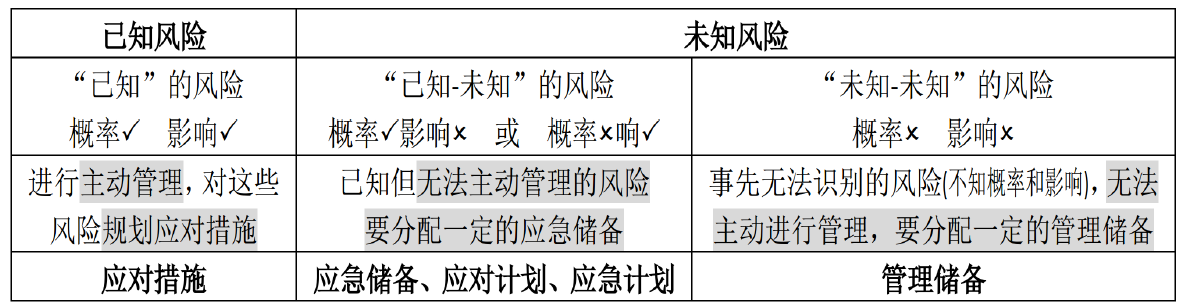 已知风险 未知风险
“已知”的风险 “已知-未知”的风险 “未知-未知”的风险
概率✓ 影响✓ 概率✓影响× 或 概率×响✓ 概率× 影响×
进行主动管理，对这些 已知但无法主动管理的风险 事先无法识别的风险(不知概率和影响)，无法
风险规划应对措施 要分配一定的应急储备 主动进行管理，要分配一定的管理储备
应对措施 应急储备、应对计划、应急计划 管理储备